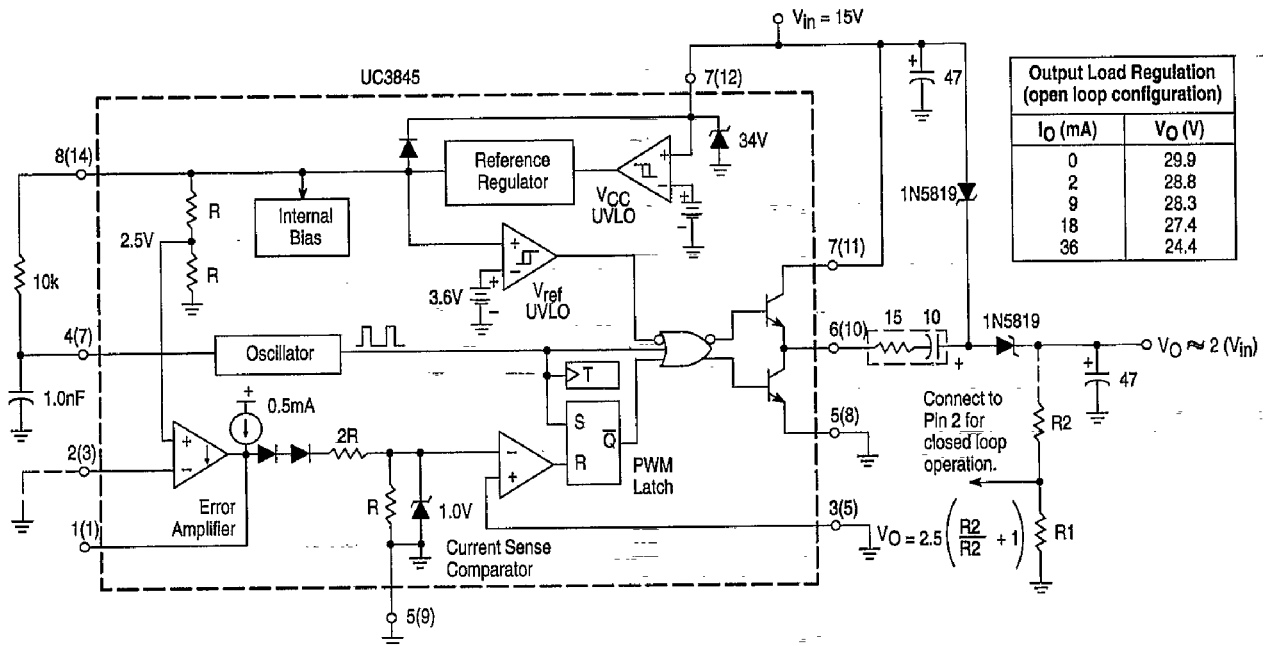 Vin = 15V
UC3845
7(12)
47
Output Load Regulation
(open loop configuration)
IO (mA) VO (V)
0 29.9
2 28.8
9 28.3
18 27.4
36 24.4
34V
8(14)
Reference
Regulator
VCC
UVLO
1N5819
R
Internal
Bias
2.5V
R
7(11)
10k
3.6V
Vref
UVLO
15
10
1N5819
6(10)
4(7)
Oscillator
VO ≈ 2 (Vin)
T
47
1.0nF
0.5mA
Connect to
Pin 2 for
closed loop
operation.
R2
5(8)
2R
S
Q
R
PWM
Latch
2(3)
Error
Amplifier
R
1.0V
3(5)
1(1)
Current Sense
Comparator
VO = 2.5 (R2/R2 + 1)
R1
5(9)